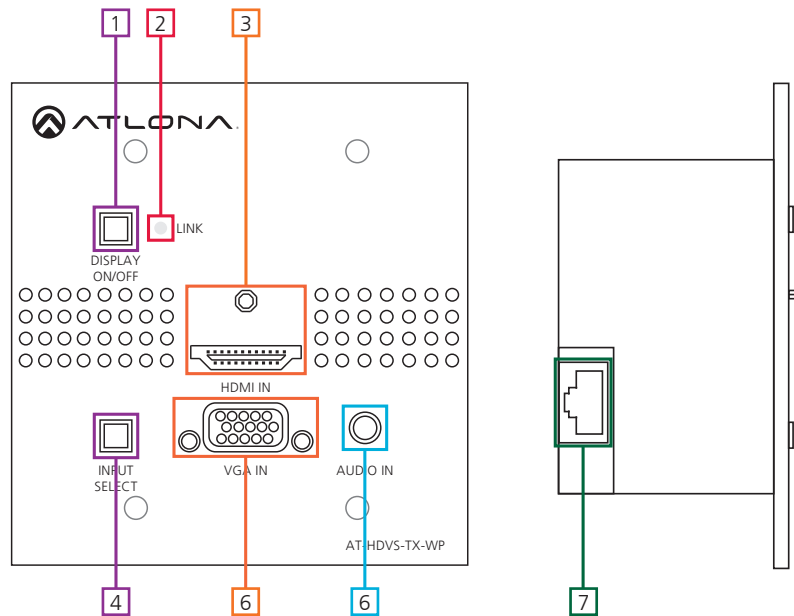 1 2 3
ATLONA.
LINK
DISPLAY
ON/OFF
HDMI IN
INPUT
SELECT
VGA IN
AUDIO IN
AT-HDVS-TX-WP
4 6 6 7